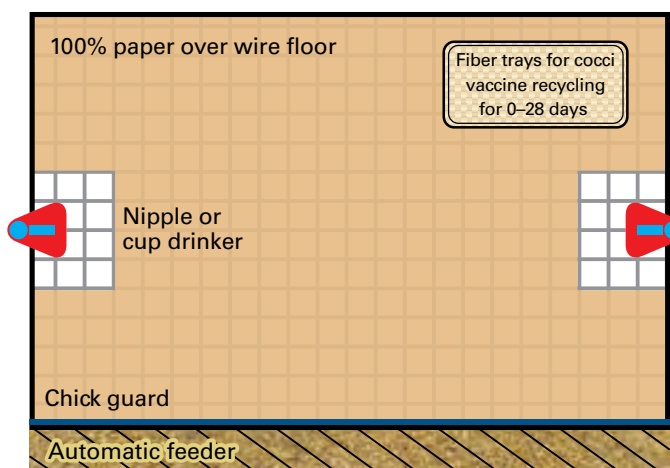 100% paper over wire floor
Fiber trays for cocci
vaccine recycling
for 0–28 days
Nipple or
cup drinker
Chick guard
Automatic feeder